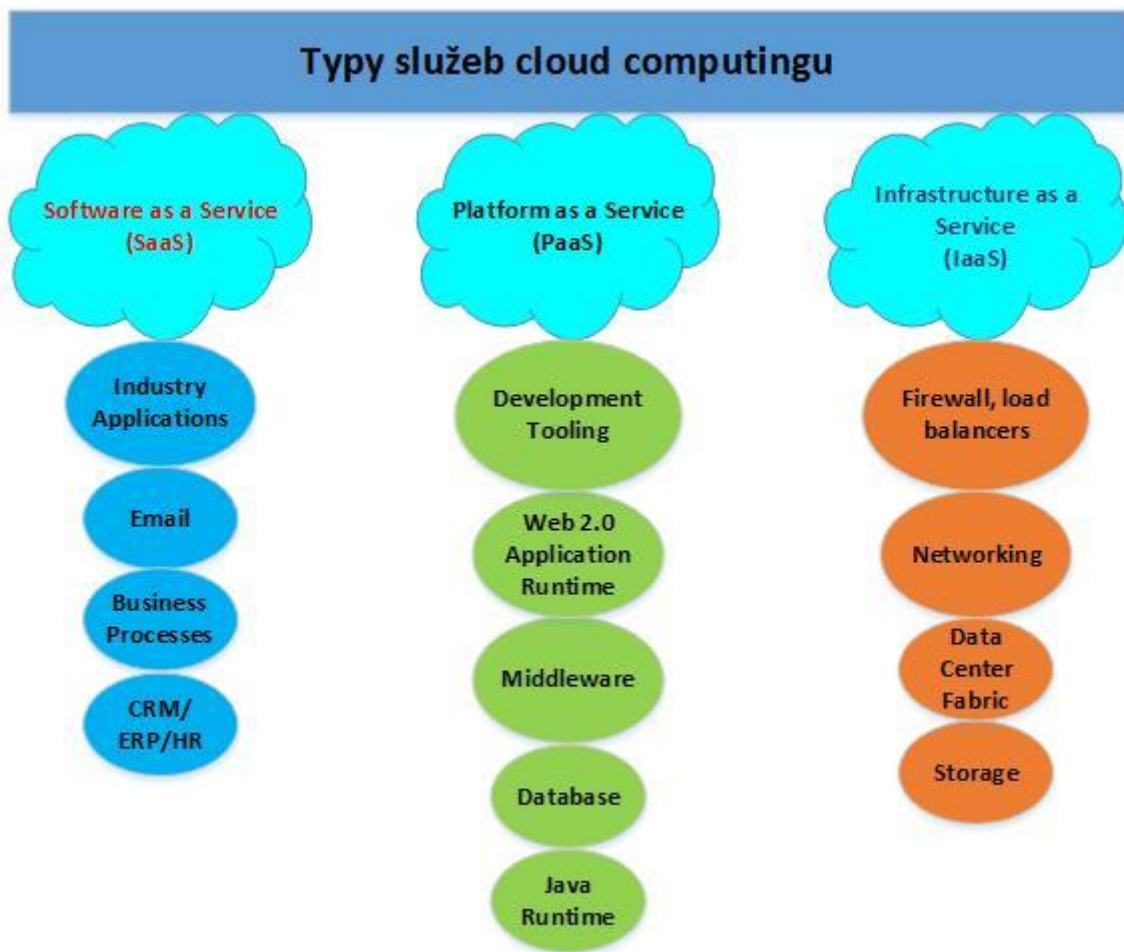 Typy služeb cloud computingu
Software as a Service
(SaaS)
Industry
Applications
Email
Business
Processes
CRM/
ERP/HR
Platform as a Service
(PaaS)
Development
Tooling
Web 2.0
Application
Runtime
Middleware
Database
Java
Runtime
Infrastructure as a
Service
(IaaS)
Firewall, load
balancers
Networking
Data
Center
Fabric
Storage